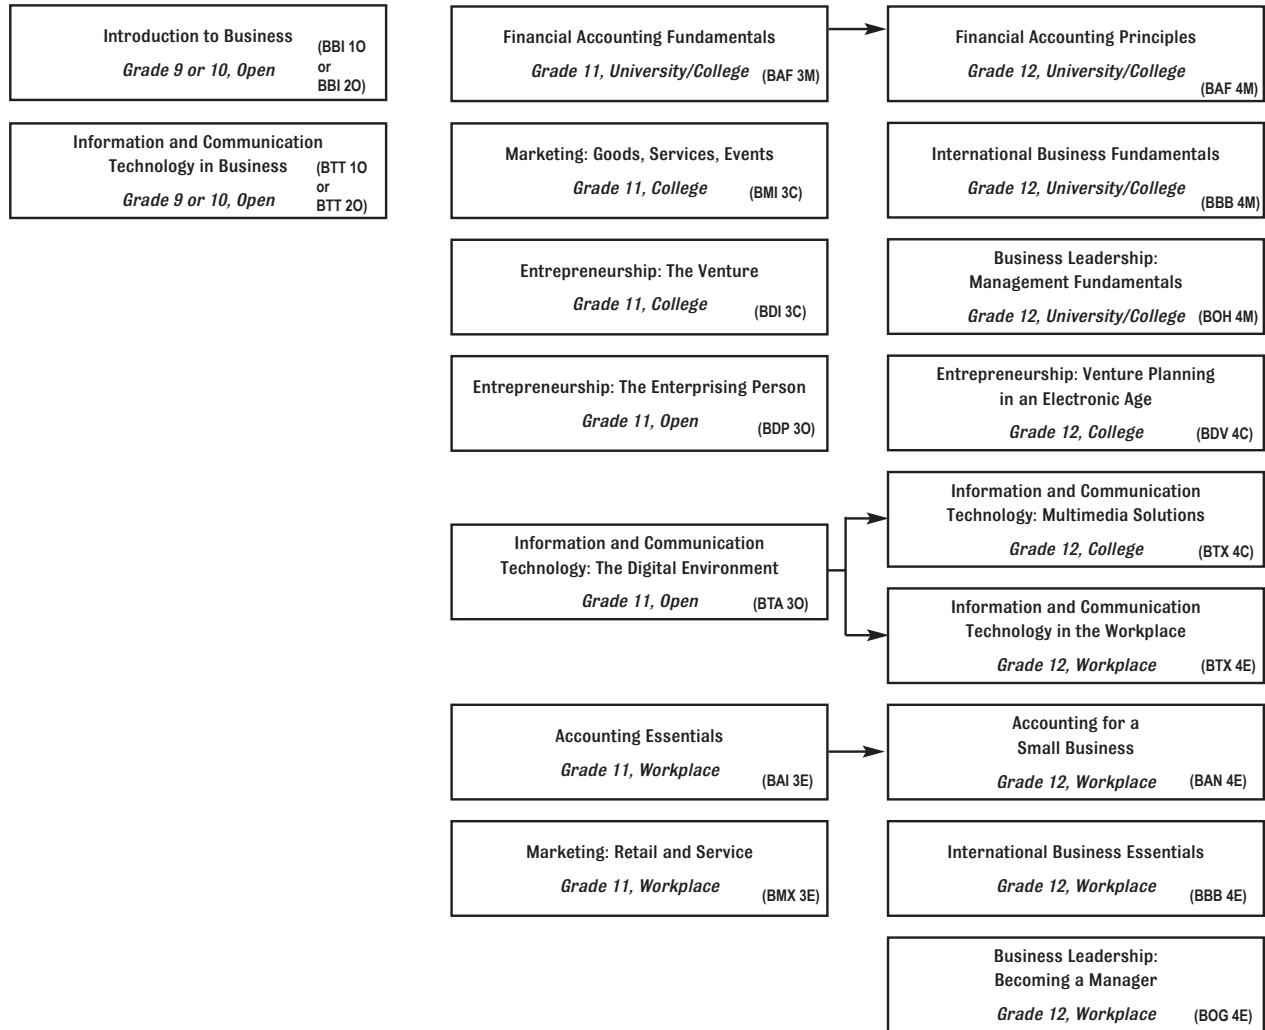 Introduction to Business
(BBI 1O
or
BBI 2O)
Grade 9 or 10, Open
Information and Communication
Technology in Business
(BTT 1O
or
BTT 2O)
Grade 9 or 10, Open
Financial Accounting Fundamentals
Grade 11, University/College (BAF 3M)
Marketing: Goods, Services, Events
Grade 11, College (BMI 3C)
Entrepreneurship: The Venture
Grade 11, College (BDI 3C)
Entrepreneurship: The Enterprising Person
Grade 11, Open (BDP 3O)
Information and Communication
Technology: The Digital Environment
Grade 11, Open (BTA 3O)
Accounting Essentials
Grade 11, Workplace (BAI 3E)
Marketing: Retail and Service
Grade 11, Workplace (BMX 3E)
Financial Accounting Principles
Grade 12, University/College (BAF 4M)
International Business Fundamentals
Grade 12, University/College (BBB 4M)
Business Leadership:
Management Fundamentals
Grade 12, University/College (BOH 4M)
Entrepreneurship: Venture Planning
in an Electronic Age
Grade 12, College (BDV 4C)
Information and Communication
Technology: Multimedia Solutions
Grade 12, College (BTX 4C)
Information and Communication
Technology in the Workplace
Grade 12, Workplace (BTX 4E)
Accounting for a
Small Business
Grade 12, Workplace (BAN 4E)
International Business Essentials
Grade 12, Workplace (BBB 4E)
Business Leadership:
Becoming a Manager
Grade 12, Workplace (BOG 4E)